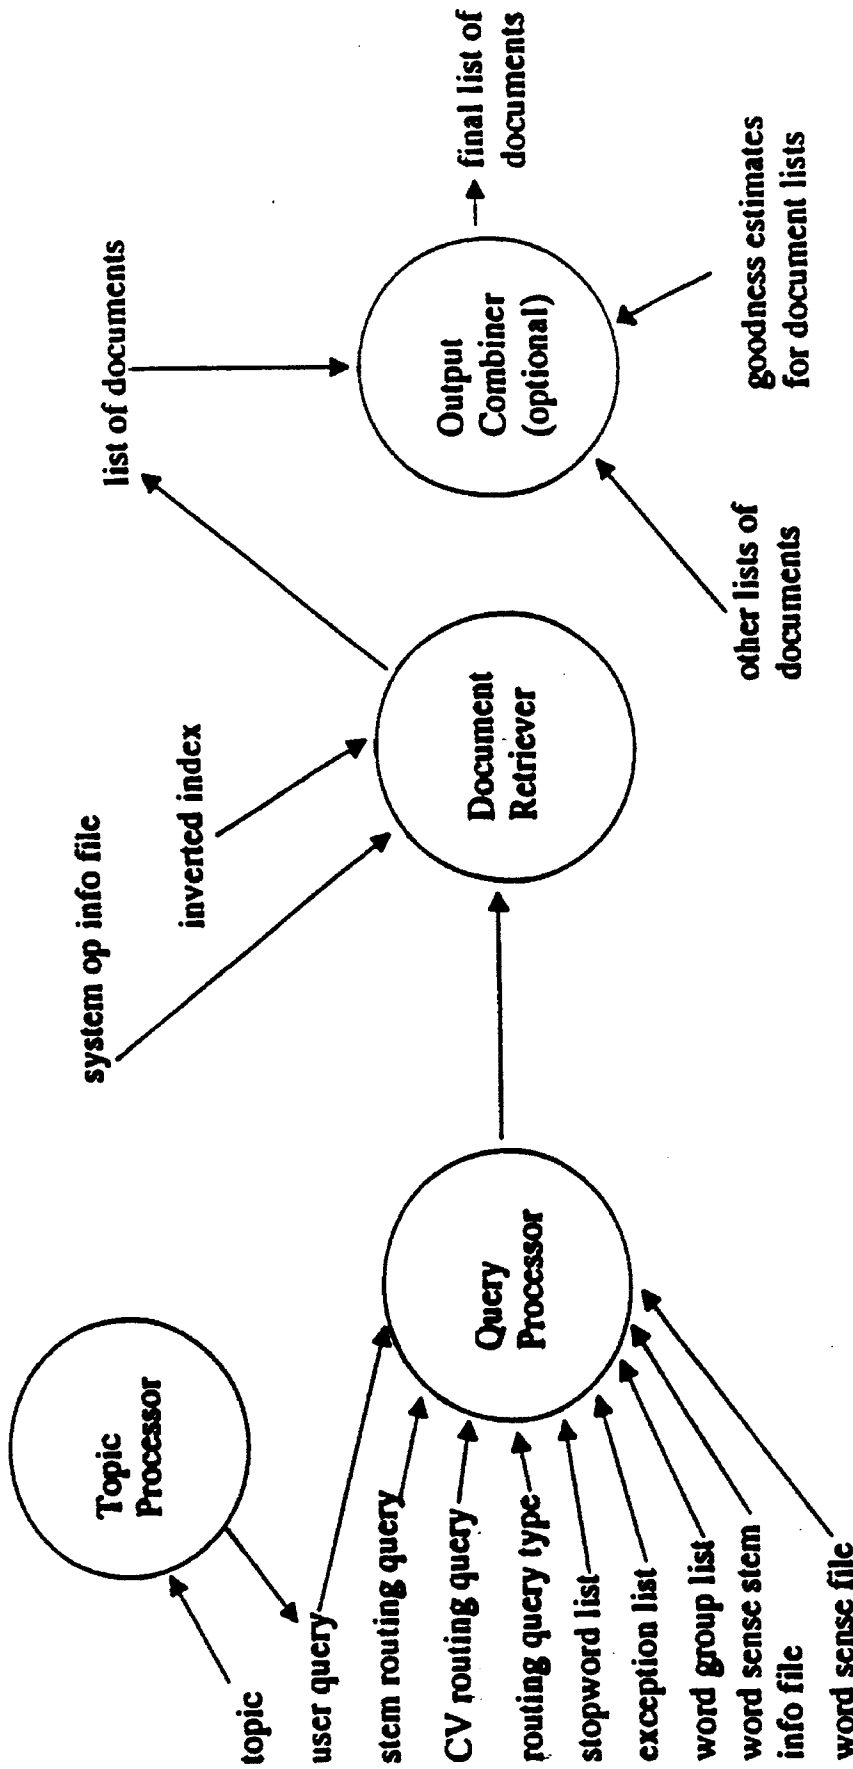 Topic
Processor
topic
user query
stem routing query
CV routing query
routing query type
stopword list
exception list
word group list
word sense stem
info file
word sense file
Query
Processor
system op info file
inverted index
Document
Retriever
list of documents
Output
Combiner
(optional)
final list of
documents
other lists of
documents
goodness estimates
for document lists